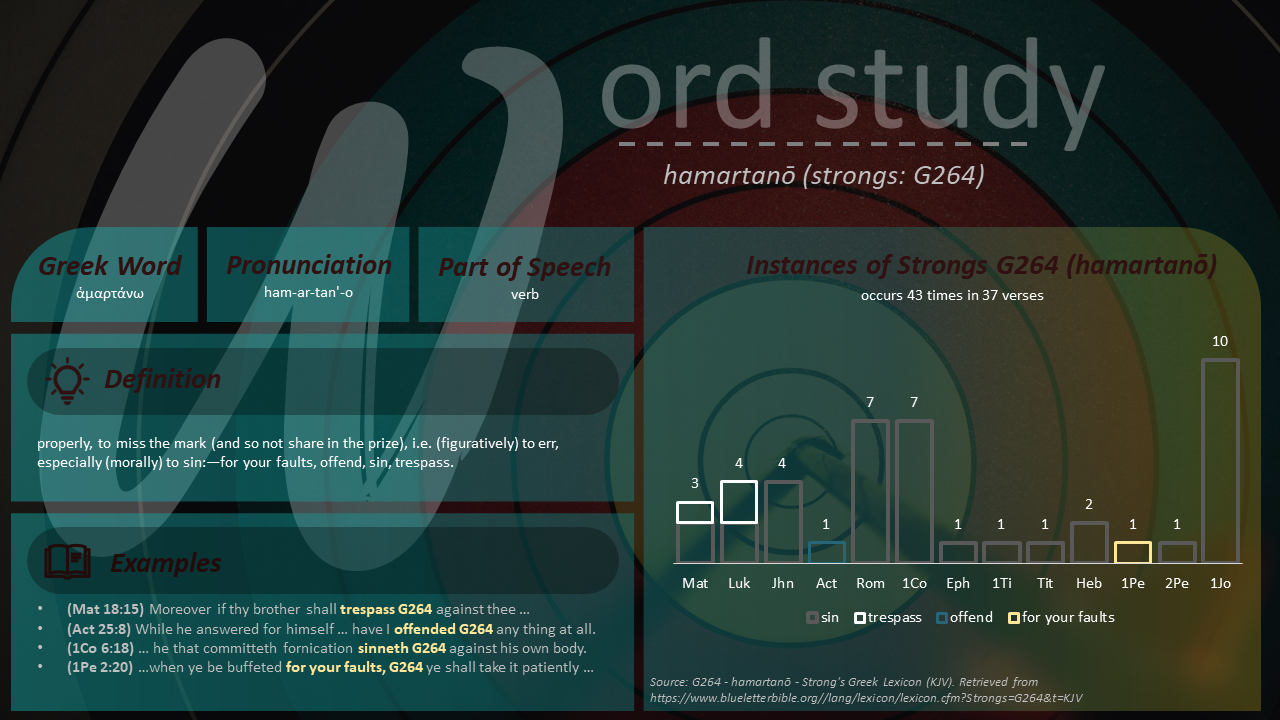 Word study
hamartanō (strongs: G264)
Greek Word
ἁμαρτάνω
Pronunciation
ham-ar-tan'-o
Part of Speech
verb
Definition
properly, to miss the mark (and so not share in the prize), i.e. (figuratively) to err,
especially (morally) to sin:—for your faults, offend, sin, trespass.
Examples
• (Mat 18:15) Moreover if thy brother shall trespass G264 against thee …
• (Act 25:8) While he answered for himself … have I offended G264 any thing at all.
• (1Co 6:18) … he that committeth fornication sinneth G264 against his own body.
• (1Pe 2:20) …when ye be buffeted for your faults, G264 ye shall take it patiently …
Instances of Strongs G264 (hamartanō)
occurs 43 times in 37 verses
3 4 4 1 7 7 1 1 1 2 1 1 10
Mat Luk Jhn Act Rom 1Co Eph 1Ti Tit Heb 1Pe 2Pe 1Jo
sin trespass offend for your faults
Source: G264 - hamartanō - Strong's Greek Lexicon (KJV). Retrieved from
https://www.blueletterbible.org//lang/lexicon/lexicon.cfm?Strongs=G264&t=KJV